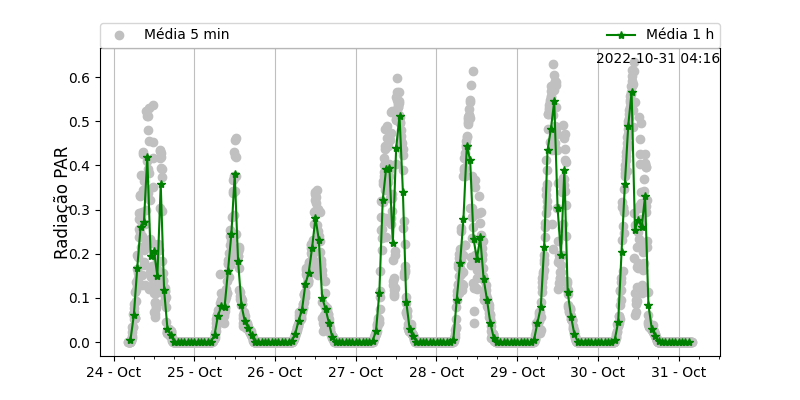 Média 5 min
Média 1 h
2022-10-31 04:16
Radiação PAR
0.6
0.5
0.4
0.3
0.2
0.1
0.0
24 - Oct
25 - Oct
26 - Oct
27 - Oct
28 - Oct
29 - Oct
30 - Oct
31 - Oct